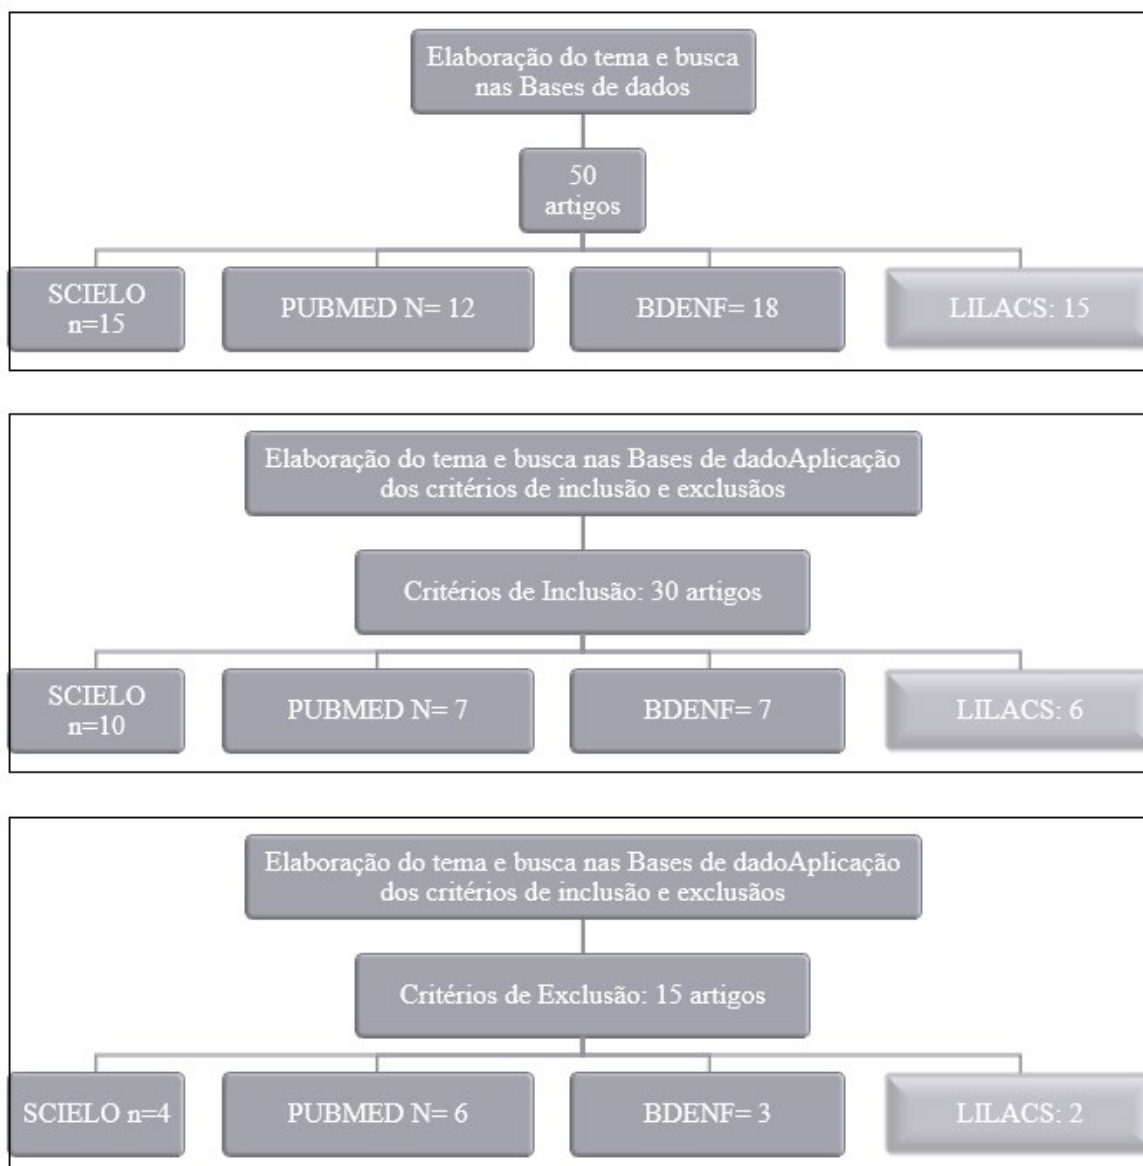 Elaboração do tema e busca
nas Bases de dados
50
artigos
SCIELO
n=15
PUBMED N= 12
BDENF= 18
LILACS: 15
Elaboração do tema e busca nas Bases de dadoAplicação
dos critérios de inclusão e exclusãos
Critérios de Inclusão: 30 artigos
SCIELO
n=10
PUBMED N= 7
BDENF= 7
LILACS: 6
Elaboração do tema e busca nas Bases de dadoAplicação
dos critérios de inclusão e exclusãos
Critérios de Exclusão: 15 artigos
SCIELO n=4
PUBMED N= 6
BDENF= 3
LILACS: 2